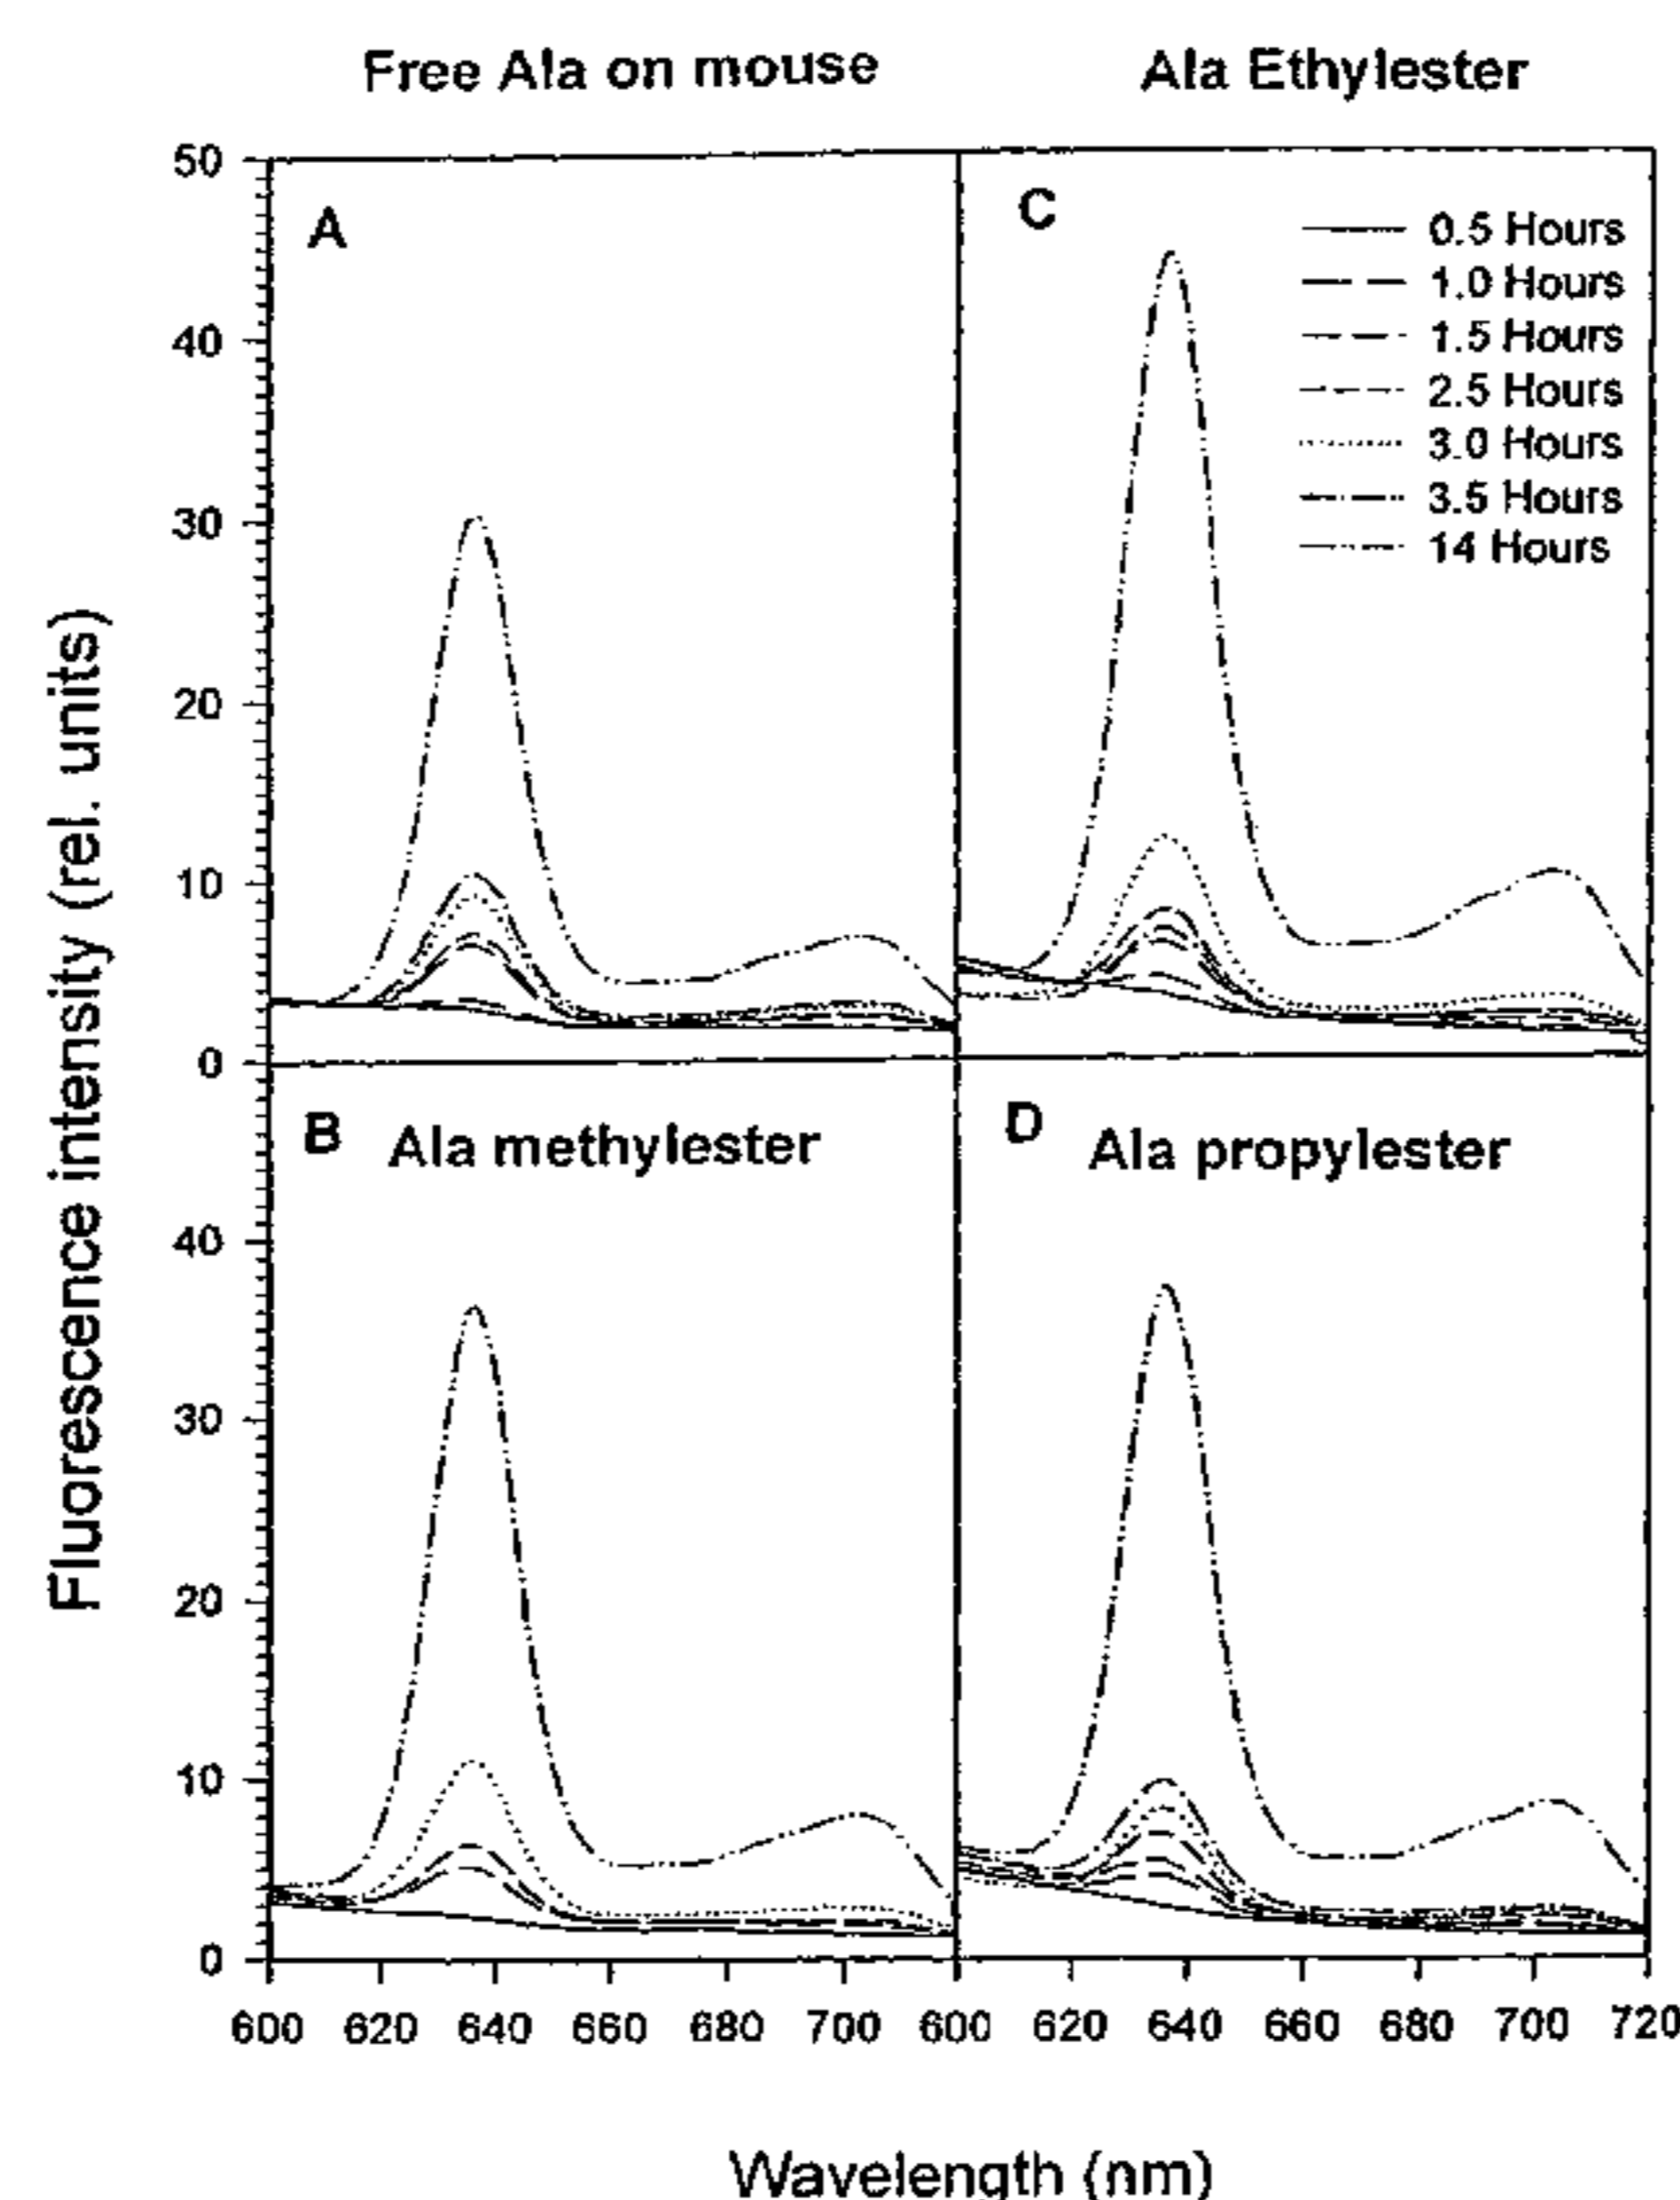 Free Ala on mouse
Ala Ethylester
50
40
30
20
10
0
A
C
0.5 Hours
1.0 Hours
1.5 Hours
2.5 Hours
3.0 Hours
3.5 Hours
14 Hours
Fluorescence intensity (rel. units)
B
Ala methylester
D
Ala propylester
40
30
20
10
0
600 620 640 660 680 700 600 620 640 660 680 700 720
Wavelength (nm)